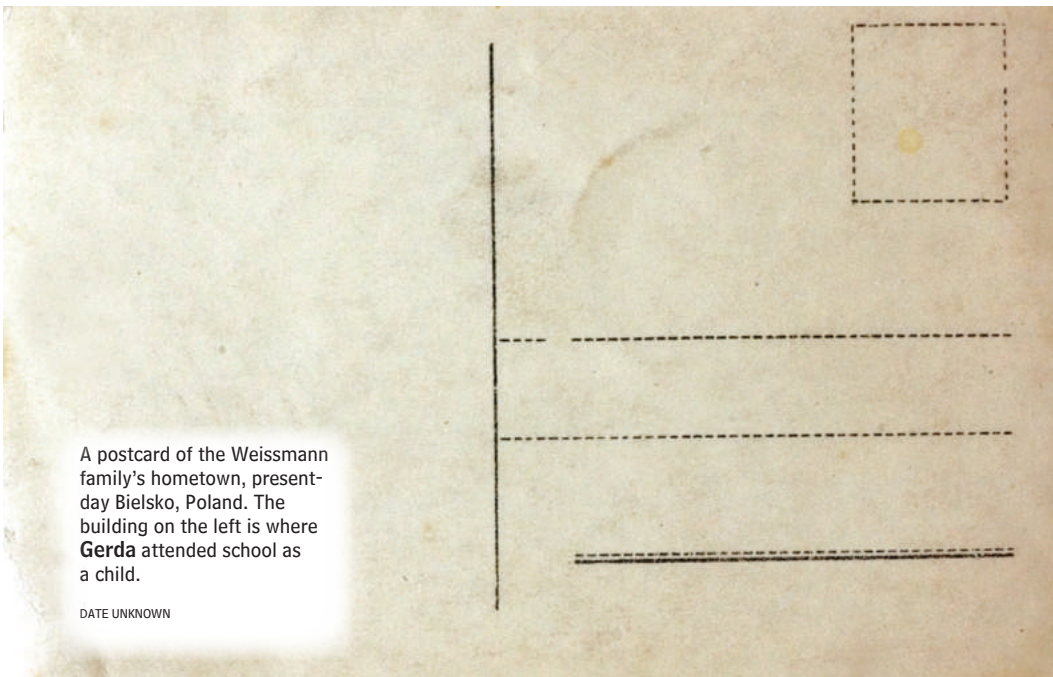 A postcard of the Weissmann
family’s hometown, present-
day Bielsko, Poland. The
building on the left is where
Gerda attended school as
a child.
DATE UNKNOWN